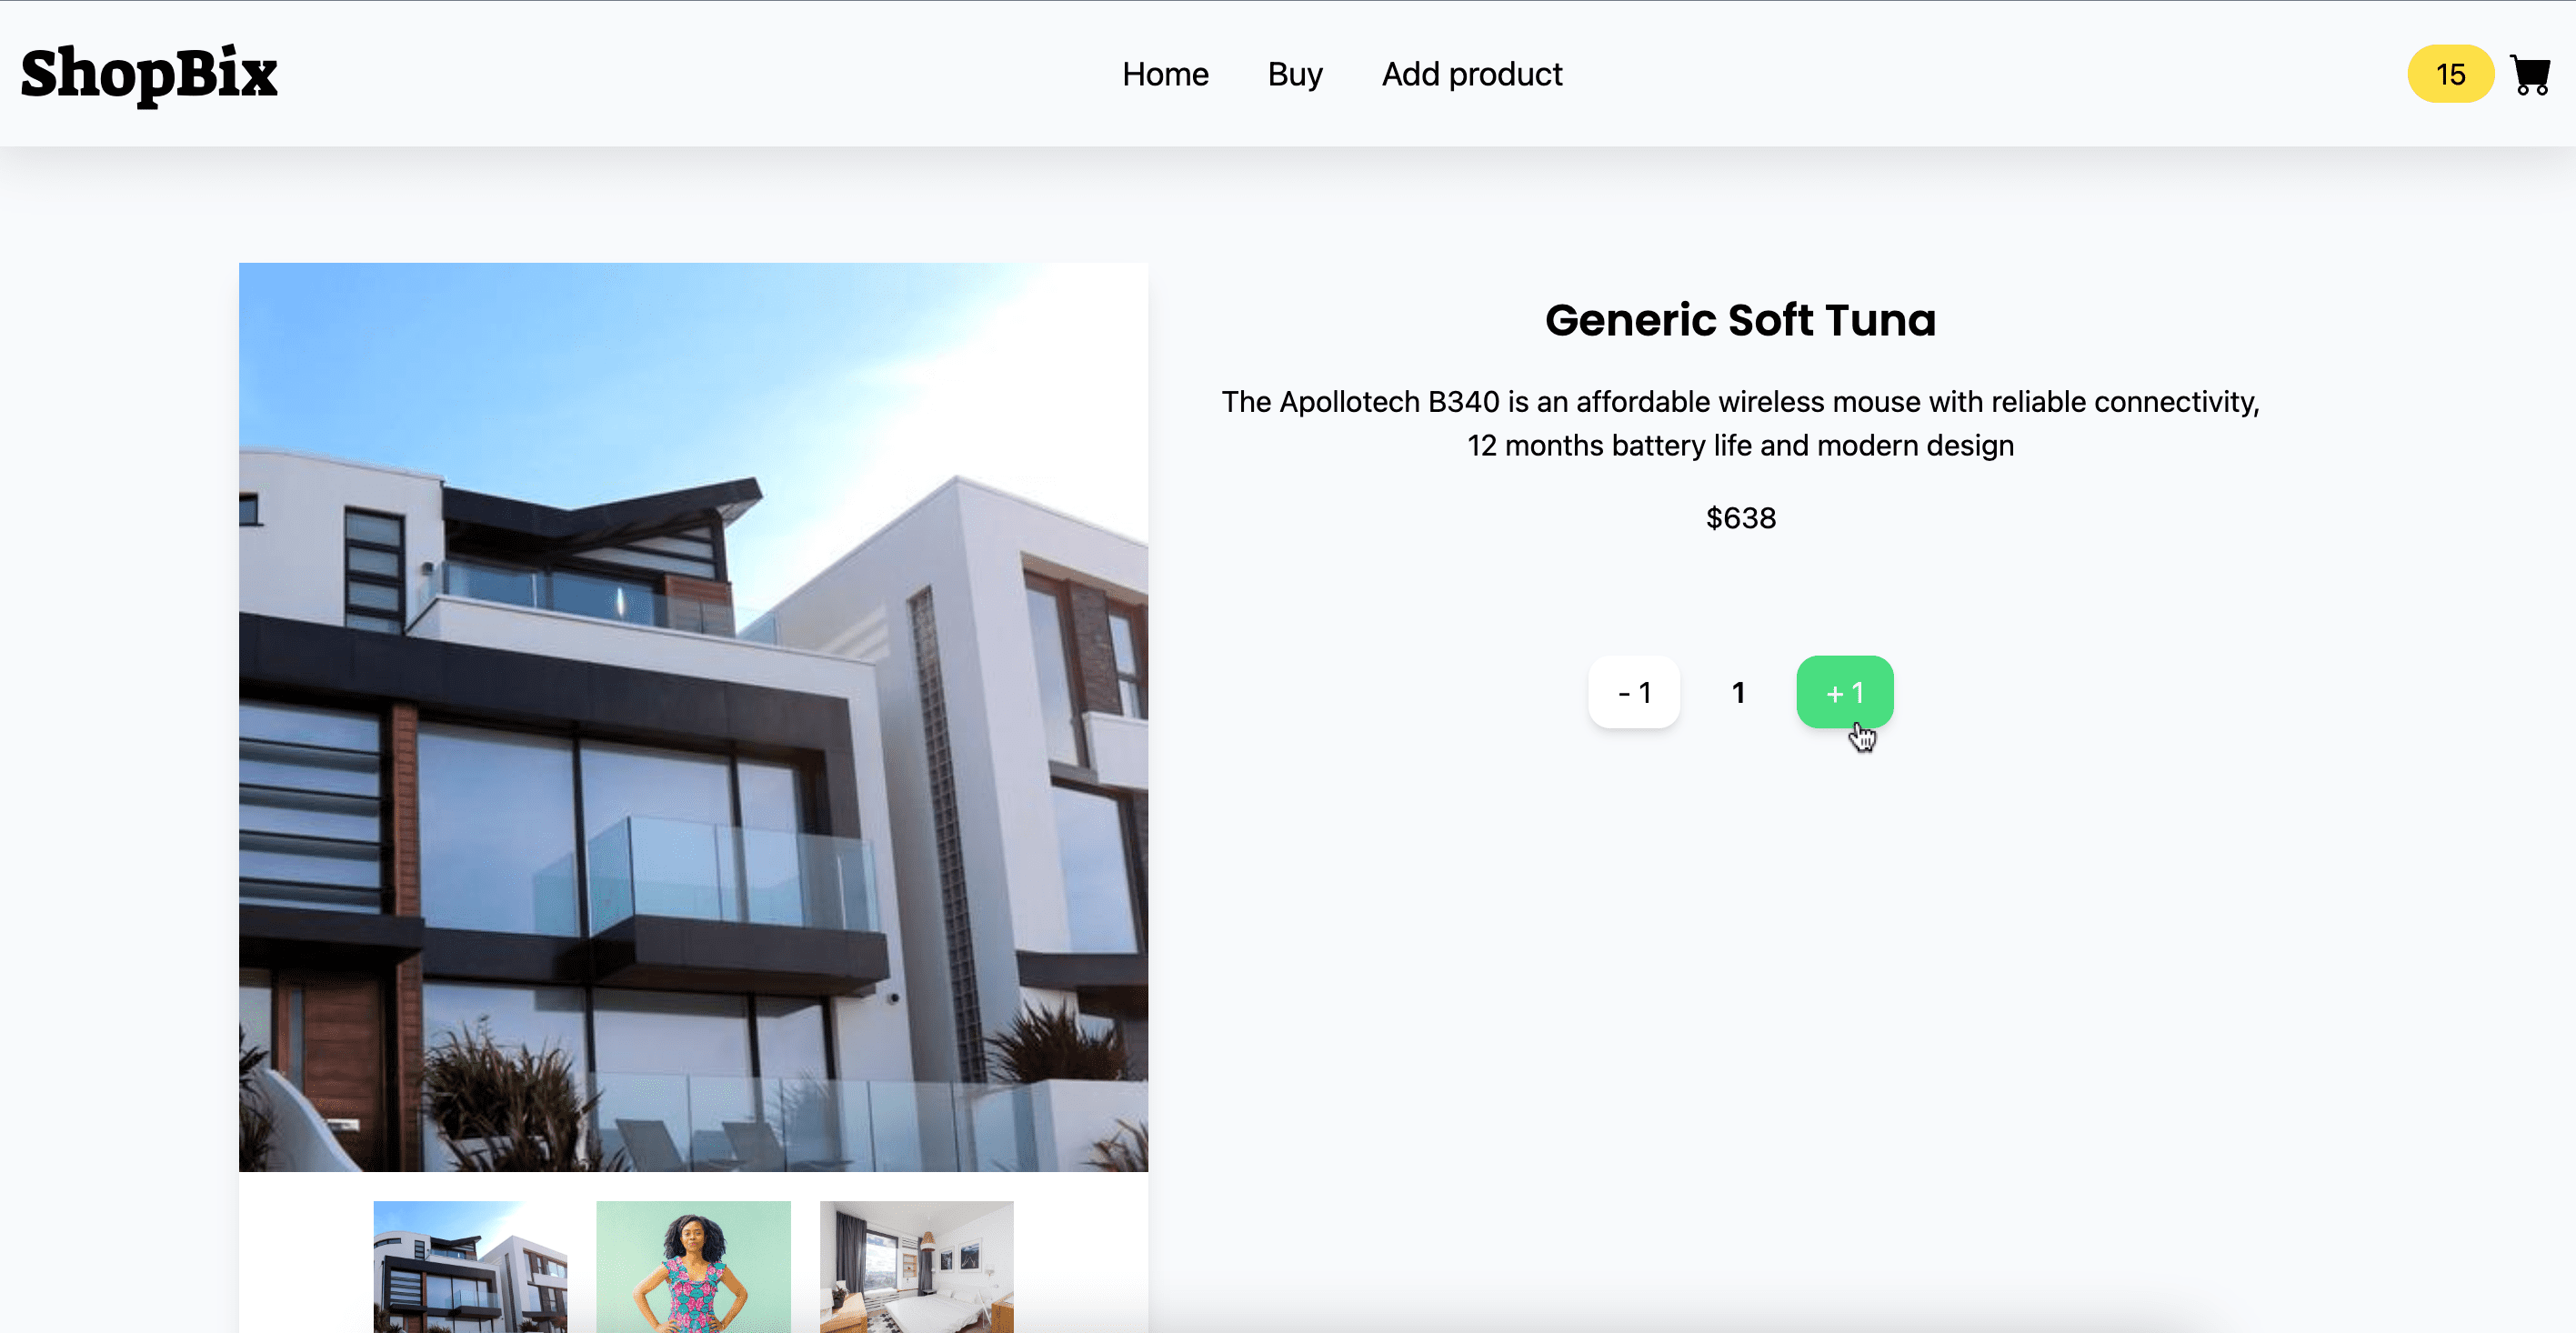 ShopBix
Home Buy Add product
15
Generic Soft Tuna
The Apollotech B340 is an affordable wireless mouse with reliable connectivity,
12 months battery life and modern design
$638
- 1 1 + 1